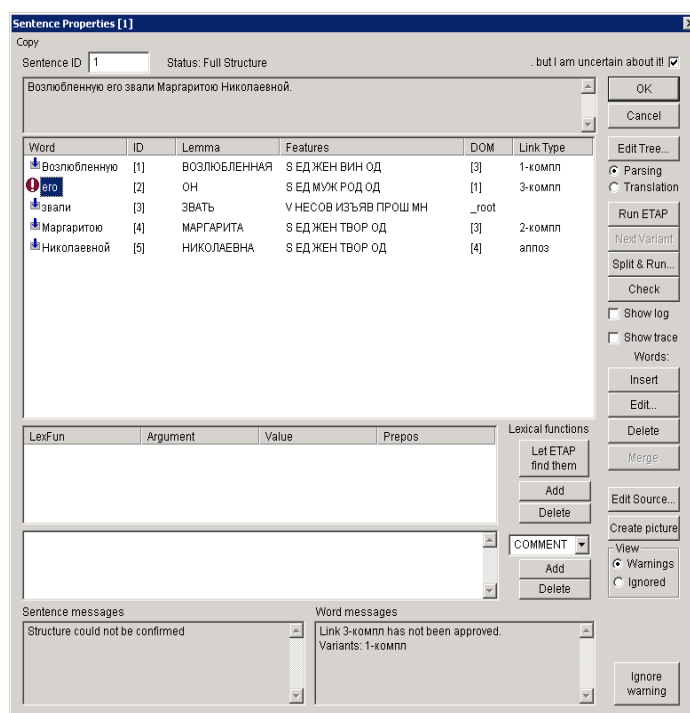 Sentence Properties [1]
Copy
Sentence ID 1 Status: Full Structure . but I am uncertain about it!
Возлюбленную его звали Маргаритою Николаевной.
OK
Cancel
Word ID Lemma Features DOM Link Type
Возлюбленную [1] ВОЗЛЮБЛЕННАЯ S ЕД ЖЕН ВИН ОД [3] 1-компл
его [2] ОН S ЕД МУЖ РОД ОД [1] 3-компл
звали [3] ЗВАТЬ V НЕСОВ ИЗЪЯВ ПРОШ МН _root
Маргаритою [4] МАРГАРИТА S ЕД ЖЕН ТВОР ОД [3] 2-компл
Николаевной [5] НИКОЛАЕВНА S ЕД ЖЕН ТВОР ОД [4] аппоз
Edit Tree...
Parsing
Translation
Run ETAP
Next Variant
Split & Run...
Check
Show log
Show trace
Words:
Insert
Edit...
Delete
Merge
LexFun Argument Value Prepos
Lexical functions
Let ETAP
find them
Add
Delete
Edit Source...
Create picture
COMMENT
Add
Delete
View
Warnings
Ignored
Sentence messages
Structure could not be confirmed
Word messages
Link 3-компл has not been approved.
Variants: 1-компл
Ignore
warning